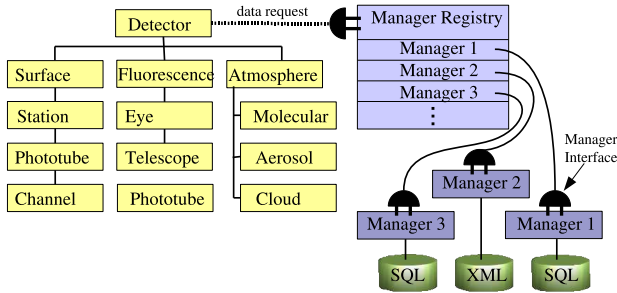 Detector
data request
Manager Registry
Manager 1
Manager 2
Manager 3
Surface
Fluorescence
Atmosphere
Station
Eye
Molecular
Phototube
Telescope
Aerosol
Channel
Phototube
Cloud
Manager
Interface
Manager 2
Manager 3
Manager 1
SQL
XML
SQL